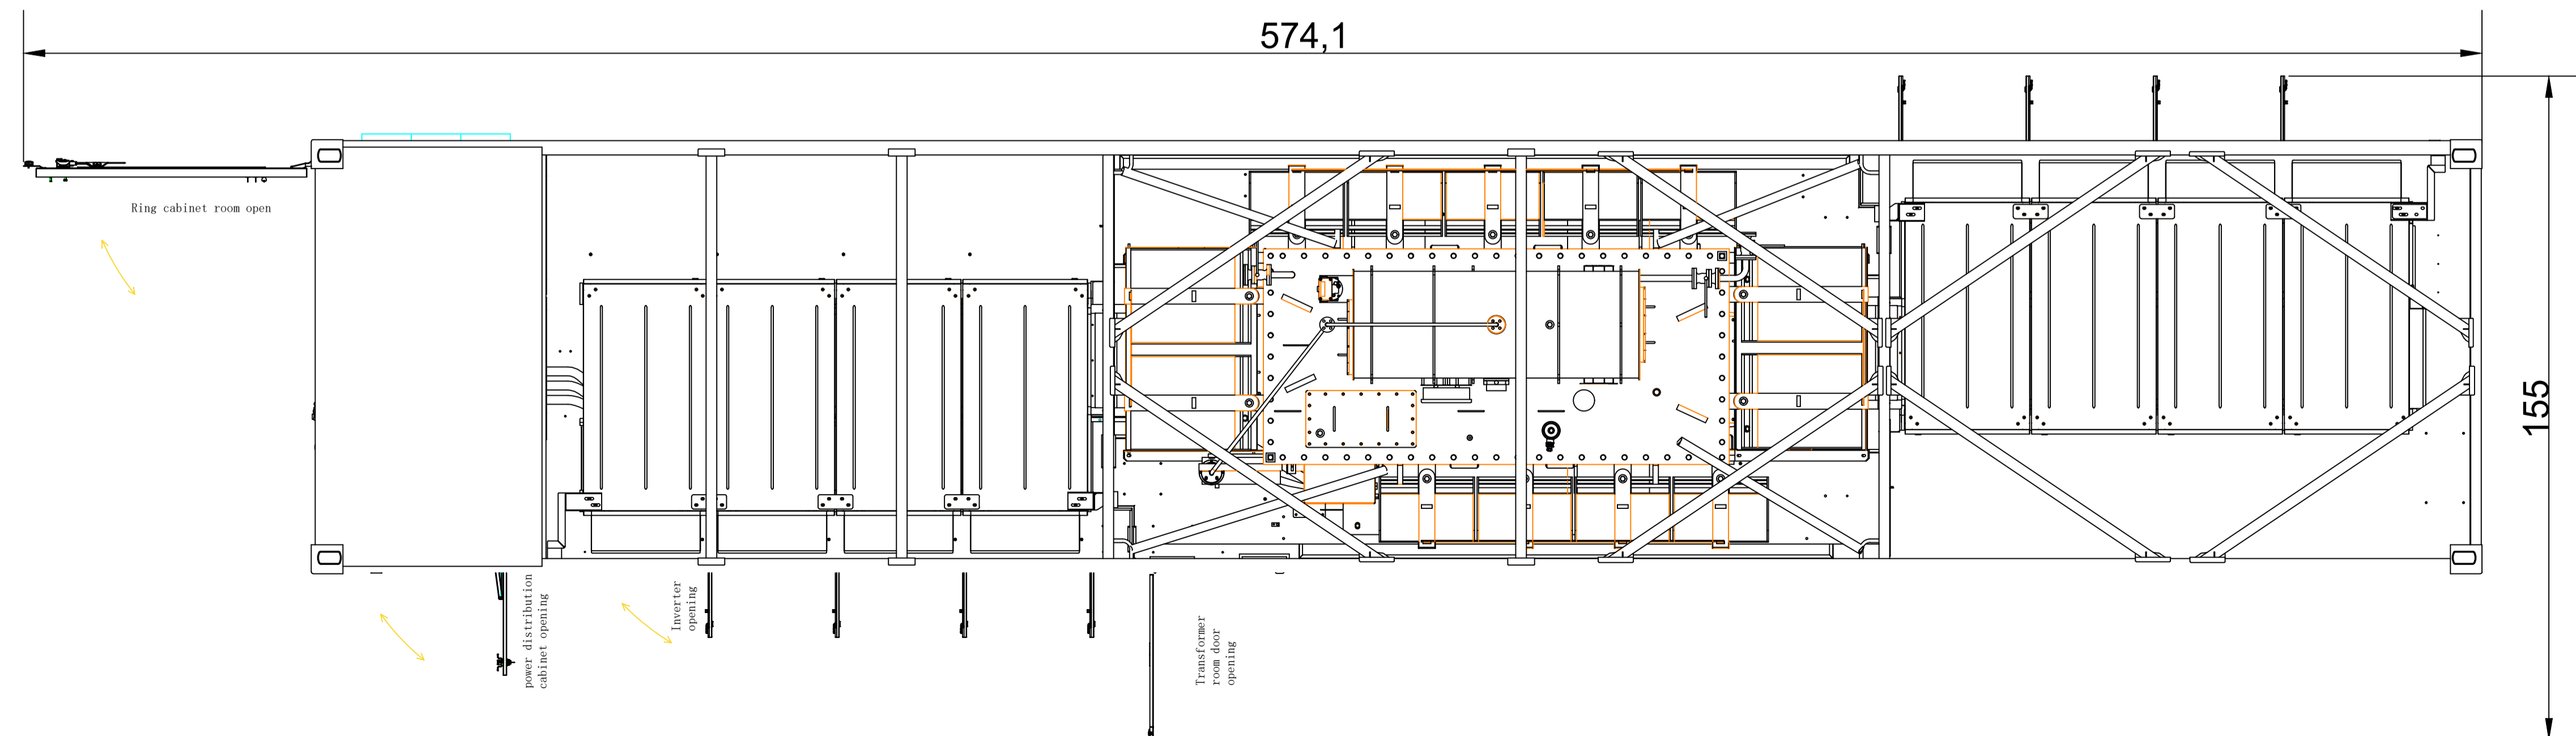 574,1
Ring cabinet room open
155
power distribution
cabinet opening
Inverter
opening
Transformer
room door
opening